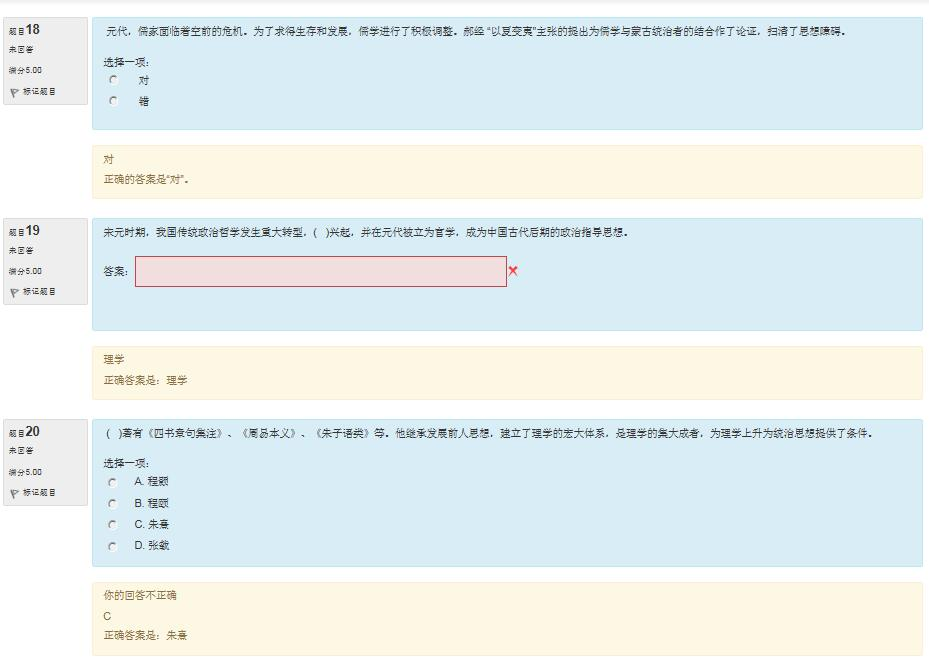 题目18
未回答
满分5.00
标记题目
元代，儒家面临着空前的危机。为了求得生存和发展，儒学进行了积极调整。郝经 “以夏变夷”主张的提出为儒学与蒙古统治者的结合作了论证，扫清了思想障碍。
选择一项：
对
错
对
正确的答案是“对”。
题目19
未回答
满分5.00
标记题目
宋元时期，我国传统政治哲学发生重大转型，( )兴起，并在元代被立为官学，成为中国古代后期的政治指导思想。
答案：
理学
正确答案是：理学
题目20
未回答
满分5.00
标记题目
( )著有《四书章句集注》、《周易本义》、《朱子语类》等。他继承发展前人思想，建立了理学的宏大体系，是理学的集大成者，为理学上升为统治思想提供了条件。
选择一项：
A. 程颢
B. 程颐
C. 朱熹
D. 张载
你的回答不正确
C
正确答案是：朱熹